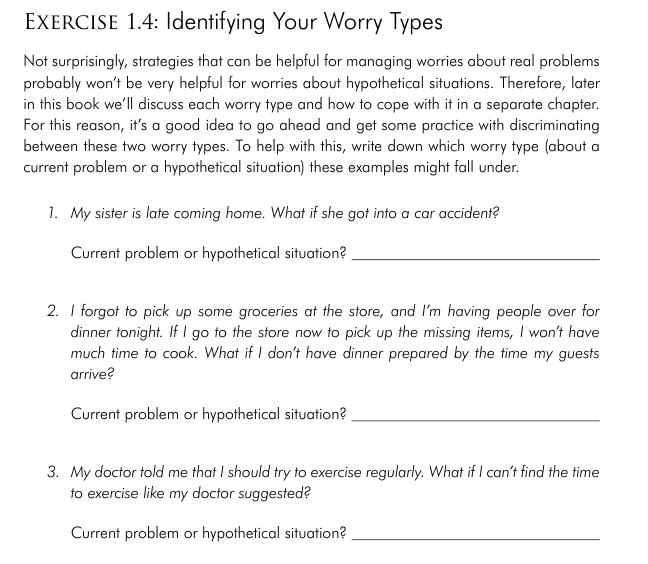 EXERCISE 1.4: Identifying Your Worry Types
Not surprisingly, strategies that can be helpful for managing worries about real problems
probably won't be very helpful for worries about hypothetical situations. Therefore, later
in this book we'll discuss each worry type and how to cope with it in a separate chapter.
For this reason, it's a good idea to go ahead and get some practice with discriminating
between these two worry types. To help with this, write down which worry type (about a
current problem or a hypothetical situation) these examples might fall under.
1. My sister is late coming home. What if she got into a car accident?
Current problem or hypothetical situation? ______________________________
2. I forgot to pick up some groceries at the store, and I'm having people over for
dinner tonight. If I go to the store now to pick up the missing items, I won't have
much time to cook. What if I don't have dinner prepared by the time my guests
arrive?
Current problem or hypothetical situation? ______________________________
3. My doctor told me that I should try to exercise regularly. What if I can't find the time
to exercise like my doctor suggested?
Current problem or hypothetical situation? ______________________________